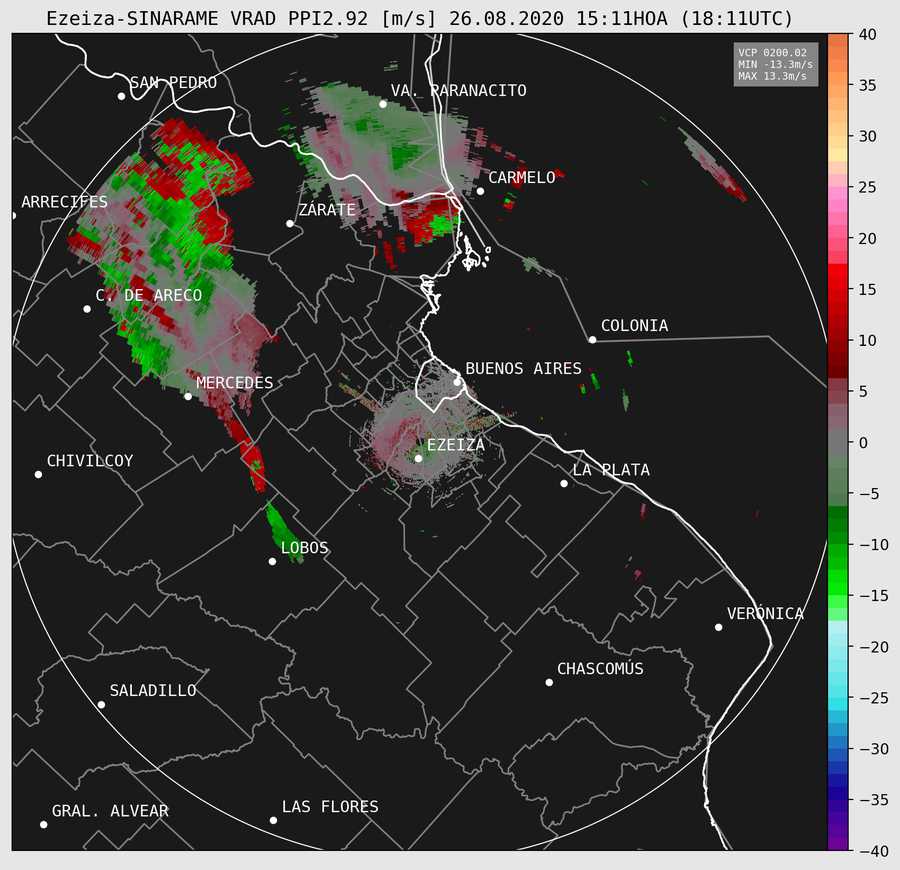 Ezeiza-SINARAME VRAD PPI2.92 [m/s] 26.08.2020 15:11HOA (18:11UTC)
VCP 0200.02
MIN -13.3m/s
MAX 13.3m/s
SAN PEDRO
VA. PARANACITO
CARMELO
ARRECIFES
ZÁRATE
C. DE ARECO
COLONIA
MERCEDES
BUENOS AIRES
EZEIZA
CHIVILCOY
LA PLATA
LOBOS
VERÓNICA
CHASCOMÚS
SALADILLO
GRAL. ALVEAR
LAS FLORES
40
35
30
25
20
15
10
5
0
−5
−10
−15
−20
−25
−30
−35
−40